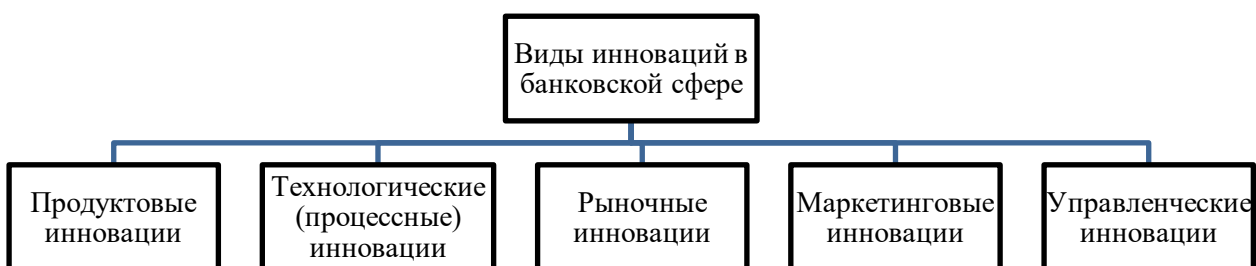 Виды инноваций в
банковской сфере
Продуктовые
инновации
Технологические
(процессные)
инновации
Рыночные
инновации
Маркетинговые
инновации
Управленческие
инновации